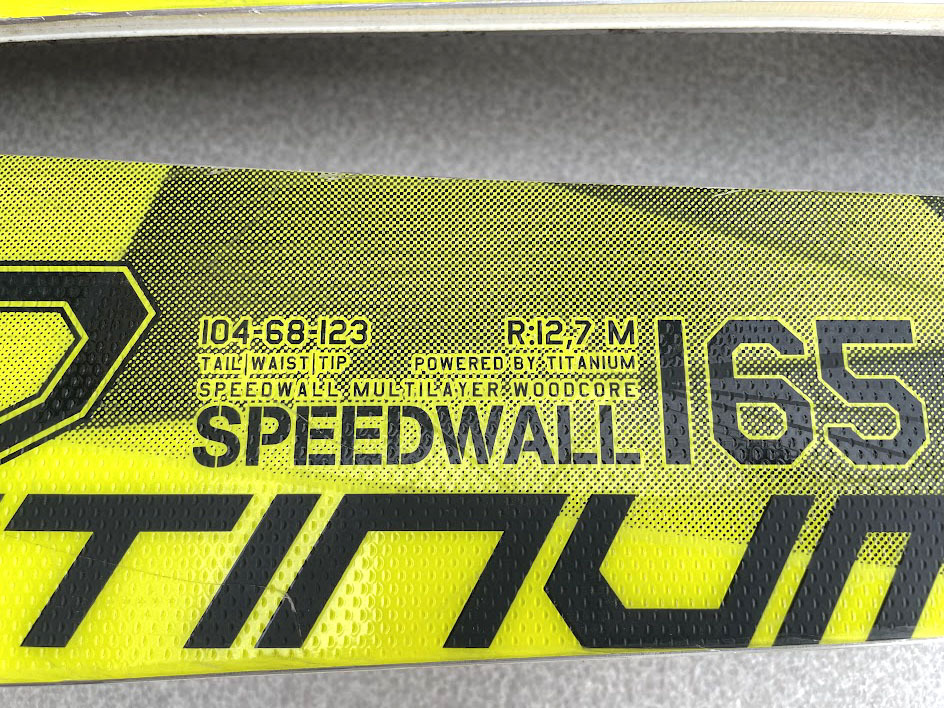 104-68-123
TAIL|WAIST|TIP
R:12,7 M
POWERED BY: TITANIUM
SPEEDWALL MULTILAYER WOODCORE
SPEEDWALL
165